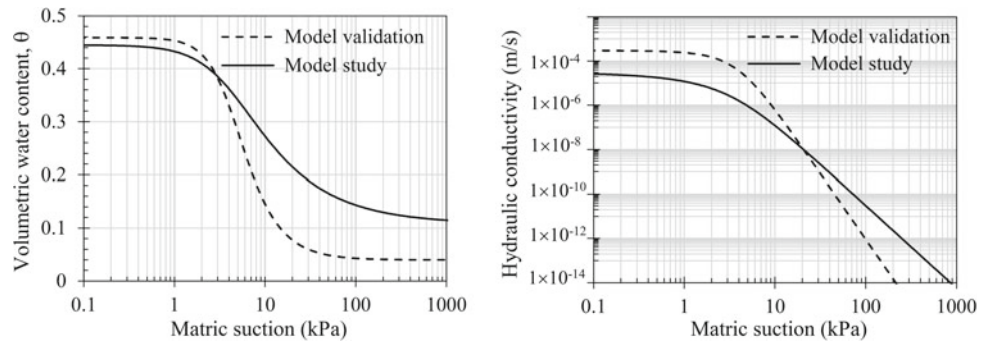 Volumetric water content, θ
0.5
0.4
0.3
0.2
0.1
0
0.1
1
10
100
1000
Matric suction (kPa)
Model validation
Model study
Hydraulic conductivity (m/s)
1×10⁻⁴
1×10⁻⁶
1×10⁻⁸
1×10⁻¹⁰
1×10⁻¹²
1×10⁻¹⁴
0.1
1
10
100
1000
Matric suction (kPa)
Model validation
Model study